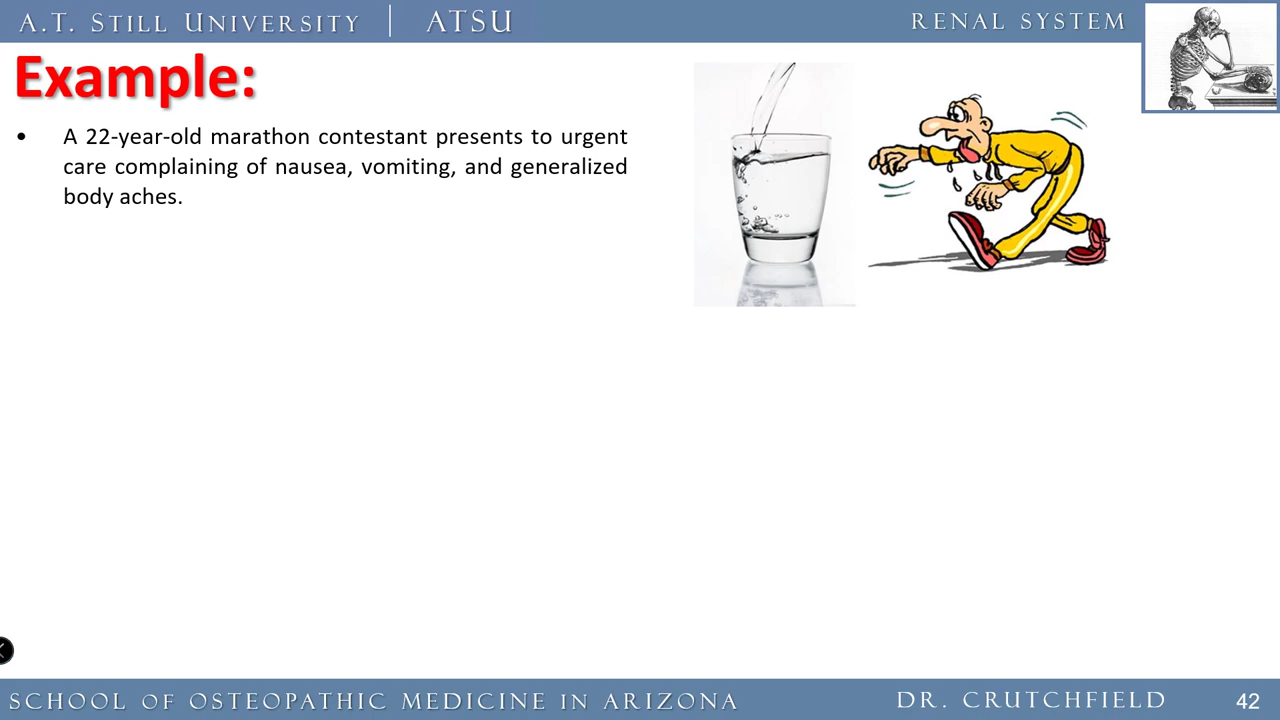 A.T. Still University | ATSU
RENAL SYSTEM
Example:
• A 22-year-old marathon contestant presents to urgent
care complaining of nausea, vomiting, and generalized
body aches.
SCHOOL OF OSTEOPATHIC MEDICINE IN ARIZONA
DR. CRUTCHFIELD
42